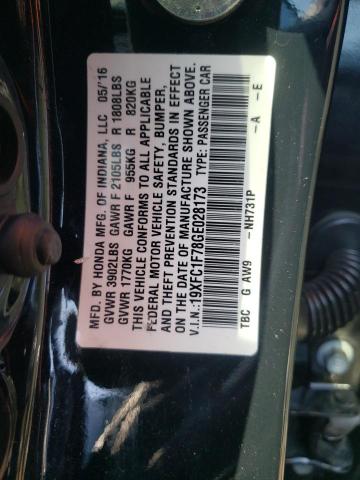 MFD. BY HONDA MFG. OF INDIANA, LLC 05/16
GVWR 3902LBS GAWR F 2105LBS R 1808LBS
GVWR 1770KG GAWR F 955KG R 820KG
THIS VEHICLE CONFORMS TO ALL APPLICABLE
FEDERAL MOTOR VEHICLE SAFETY, BUMPER,
AND THEFT PREVENTION STANDARDS IN EFFECT
ON THE DATE OF MANUFACTURE SHOWN ABOVE.
V.I.N.:19XFC1F78GE028173 TYPE: PASSENGER CAR
TBC G AW9 -NH731P -A -E